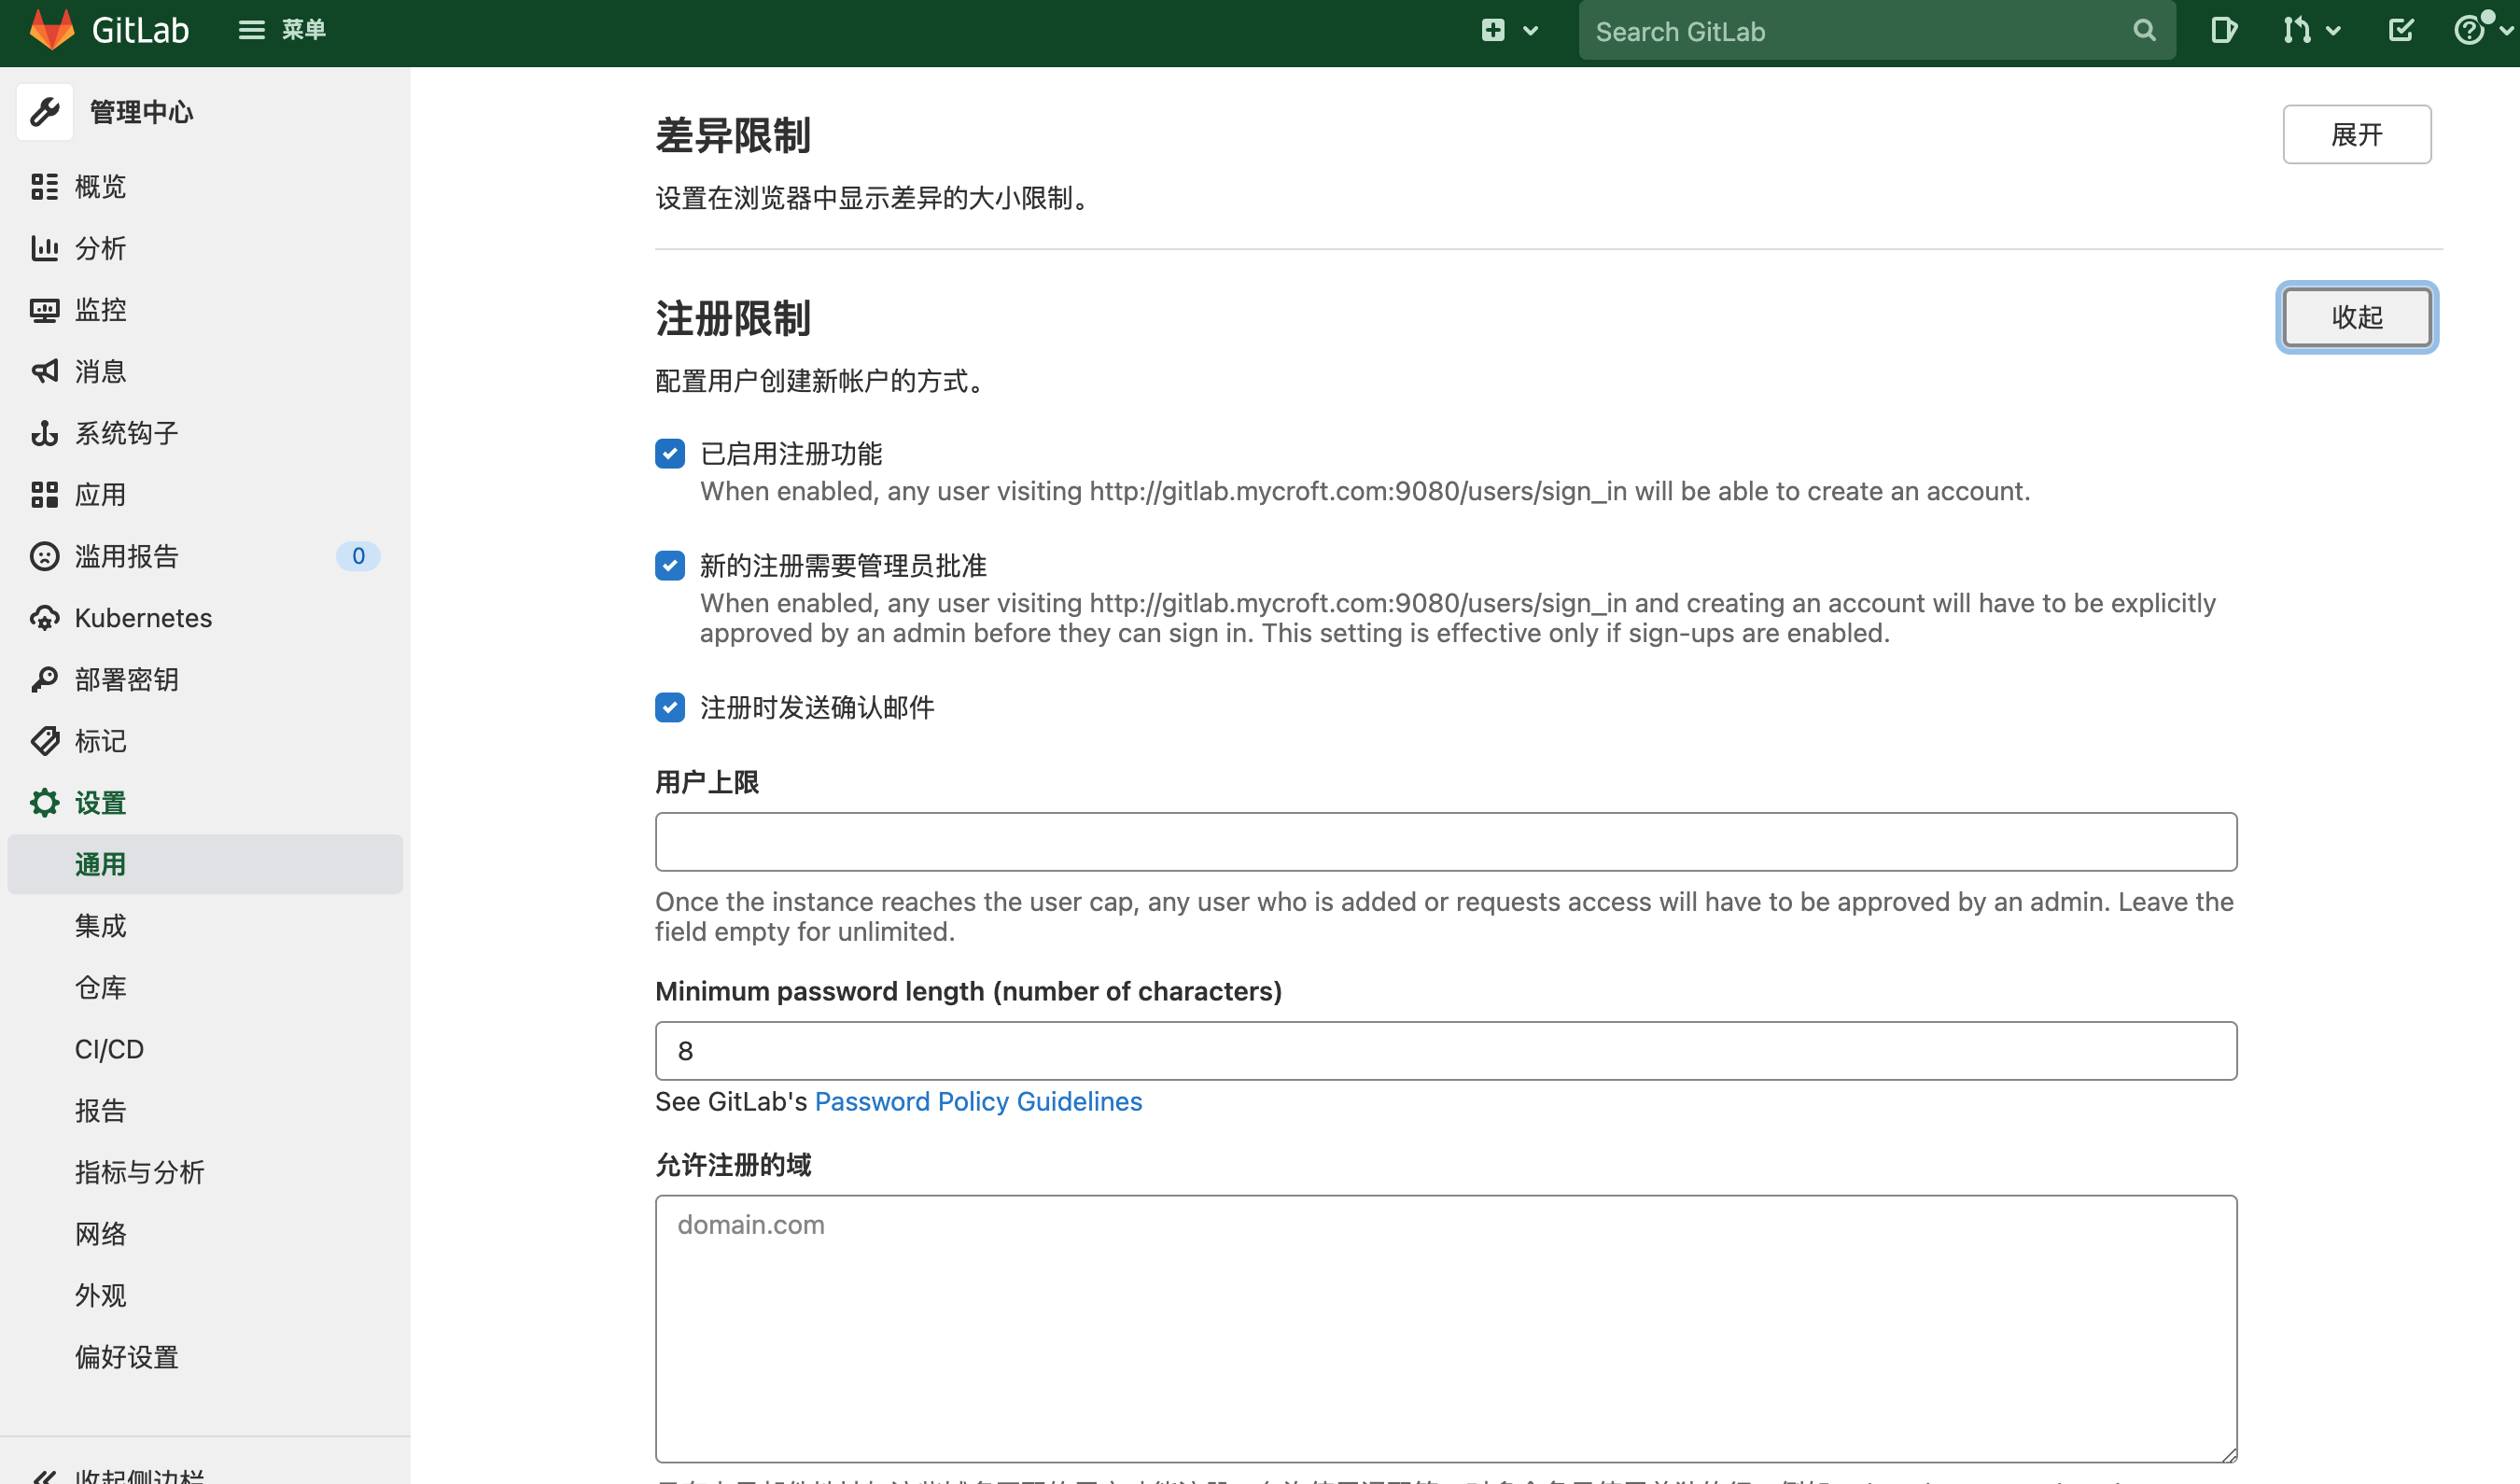 GitLab
菜单
Search GitLab
管理中心
概览
分析
监控
消息
系统钩子
应用
滥用报告 0
Kubernetes
部署密钥
标记
设置
通用
集成
仓库
CI/CD
报告
指标与分析
网络
外观
偏好设置
收起侧边栏
差异限制
展开
设置在浏览器中显示差异的大小限制。
注册限制
收起
配置用户创建新帐户的方式。
已启用注册功能
When enabled, any user visiting http://gitlab.mycroft.com:9080/users/sign_in will be able to create an account.
新的注册需要管理员批准
When enabled, any user visiting http://gitlab.mycroft.com:9080/users/sign_in and creating an account will have to be explicitly
approved by an admin before they can sign in. This setting is effective only if sign-ups are enabled.
注册时发送确认邮件
用户上限
Once the instance reaches the user cap, any user who is added or requests access will have to be approved by an admin. Leave the
field empty for unlimited.
Minimum password length (number of characters)
8
See GitLab's Password Policy Guidelines
允许注册的域
domain.com